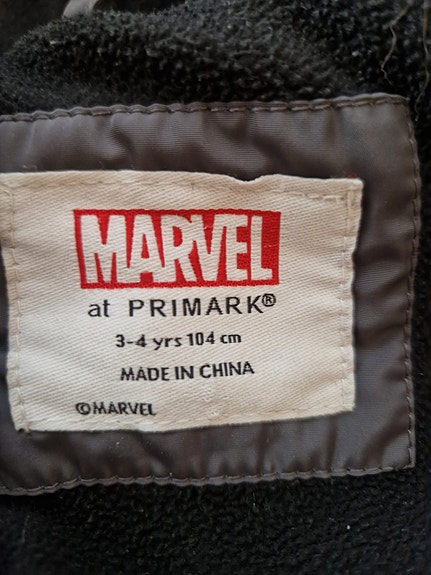 MARVEL
at PRIMARK®
3-4 yrs 104 cm
MADE IN CHINA
©MARVEL